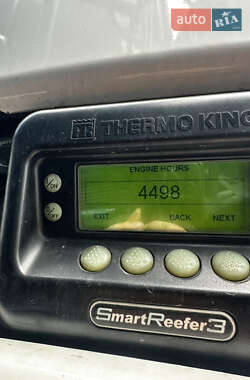 auto RIA
THERMO KING
ENGINE HOURS
4498
EXIT BACK NEXT
I/ON
O/OFF
SmartReefer3